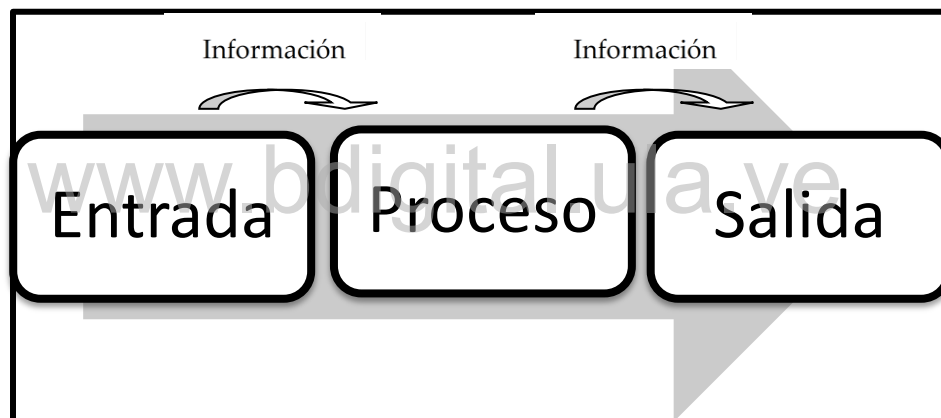 Información Información
Entrada Proceso Salida
www.bdigital.ula.ve